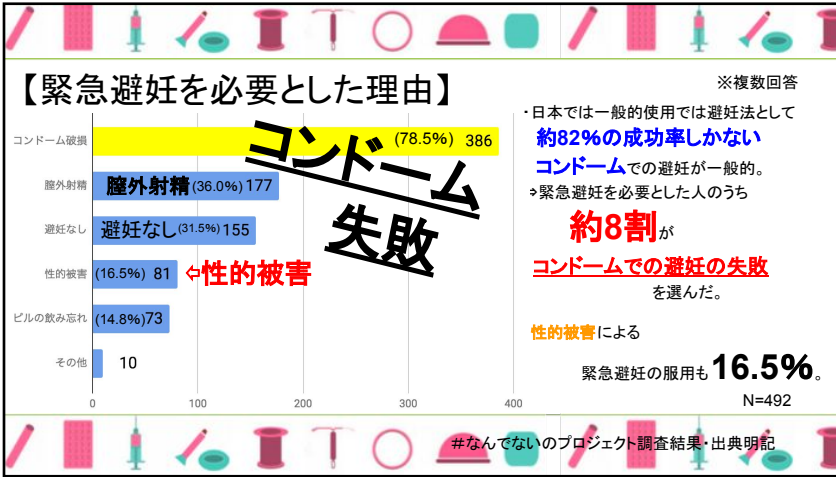 【緊急避妊を必要とした理由】
※複数回答
コンドーム破損
(78.5%) 386
膣外射精
膣外射精(36.0%) 177
避妊なし
避妊なし(31.5%) 155
性的被害
(16.5%) 81
⇦性的被害
ピルの飲み忘れ
(14.8%)73
その他
10
0
100
200
300
400
コンドーム
失敗
・日本では一般的使用では避妊法として
約82%の成功率しかない
コンドームでの避妊が一般的。
⇒緊急避妊を必要とした人のうち
約8割が
コンドームでの避妊の失敗
を選んだ。
性的被害による
緊急避妊の服用も16.5%。
N=492
#なんでないのプロジェクト調査結果・出典明記